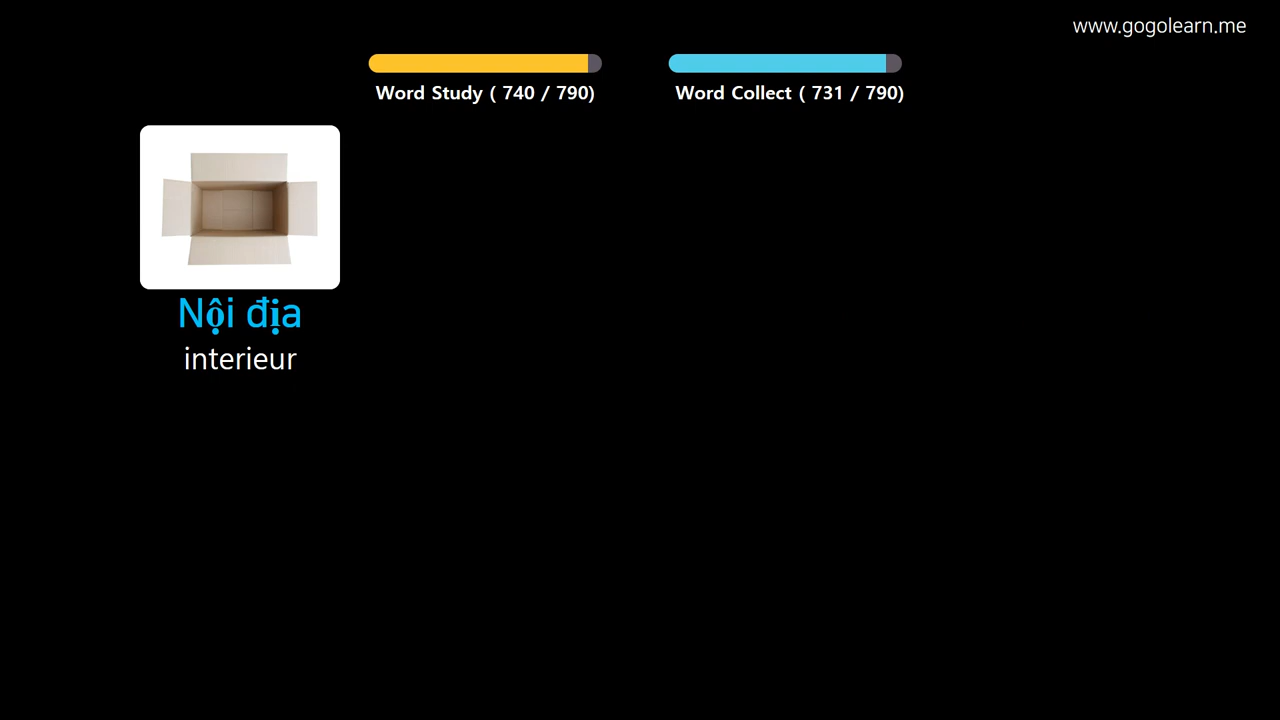 www.gogolearn.me
Word Study ( 740 / 790)
Word Collect ( 731 / 790)
Nội địa
interieur